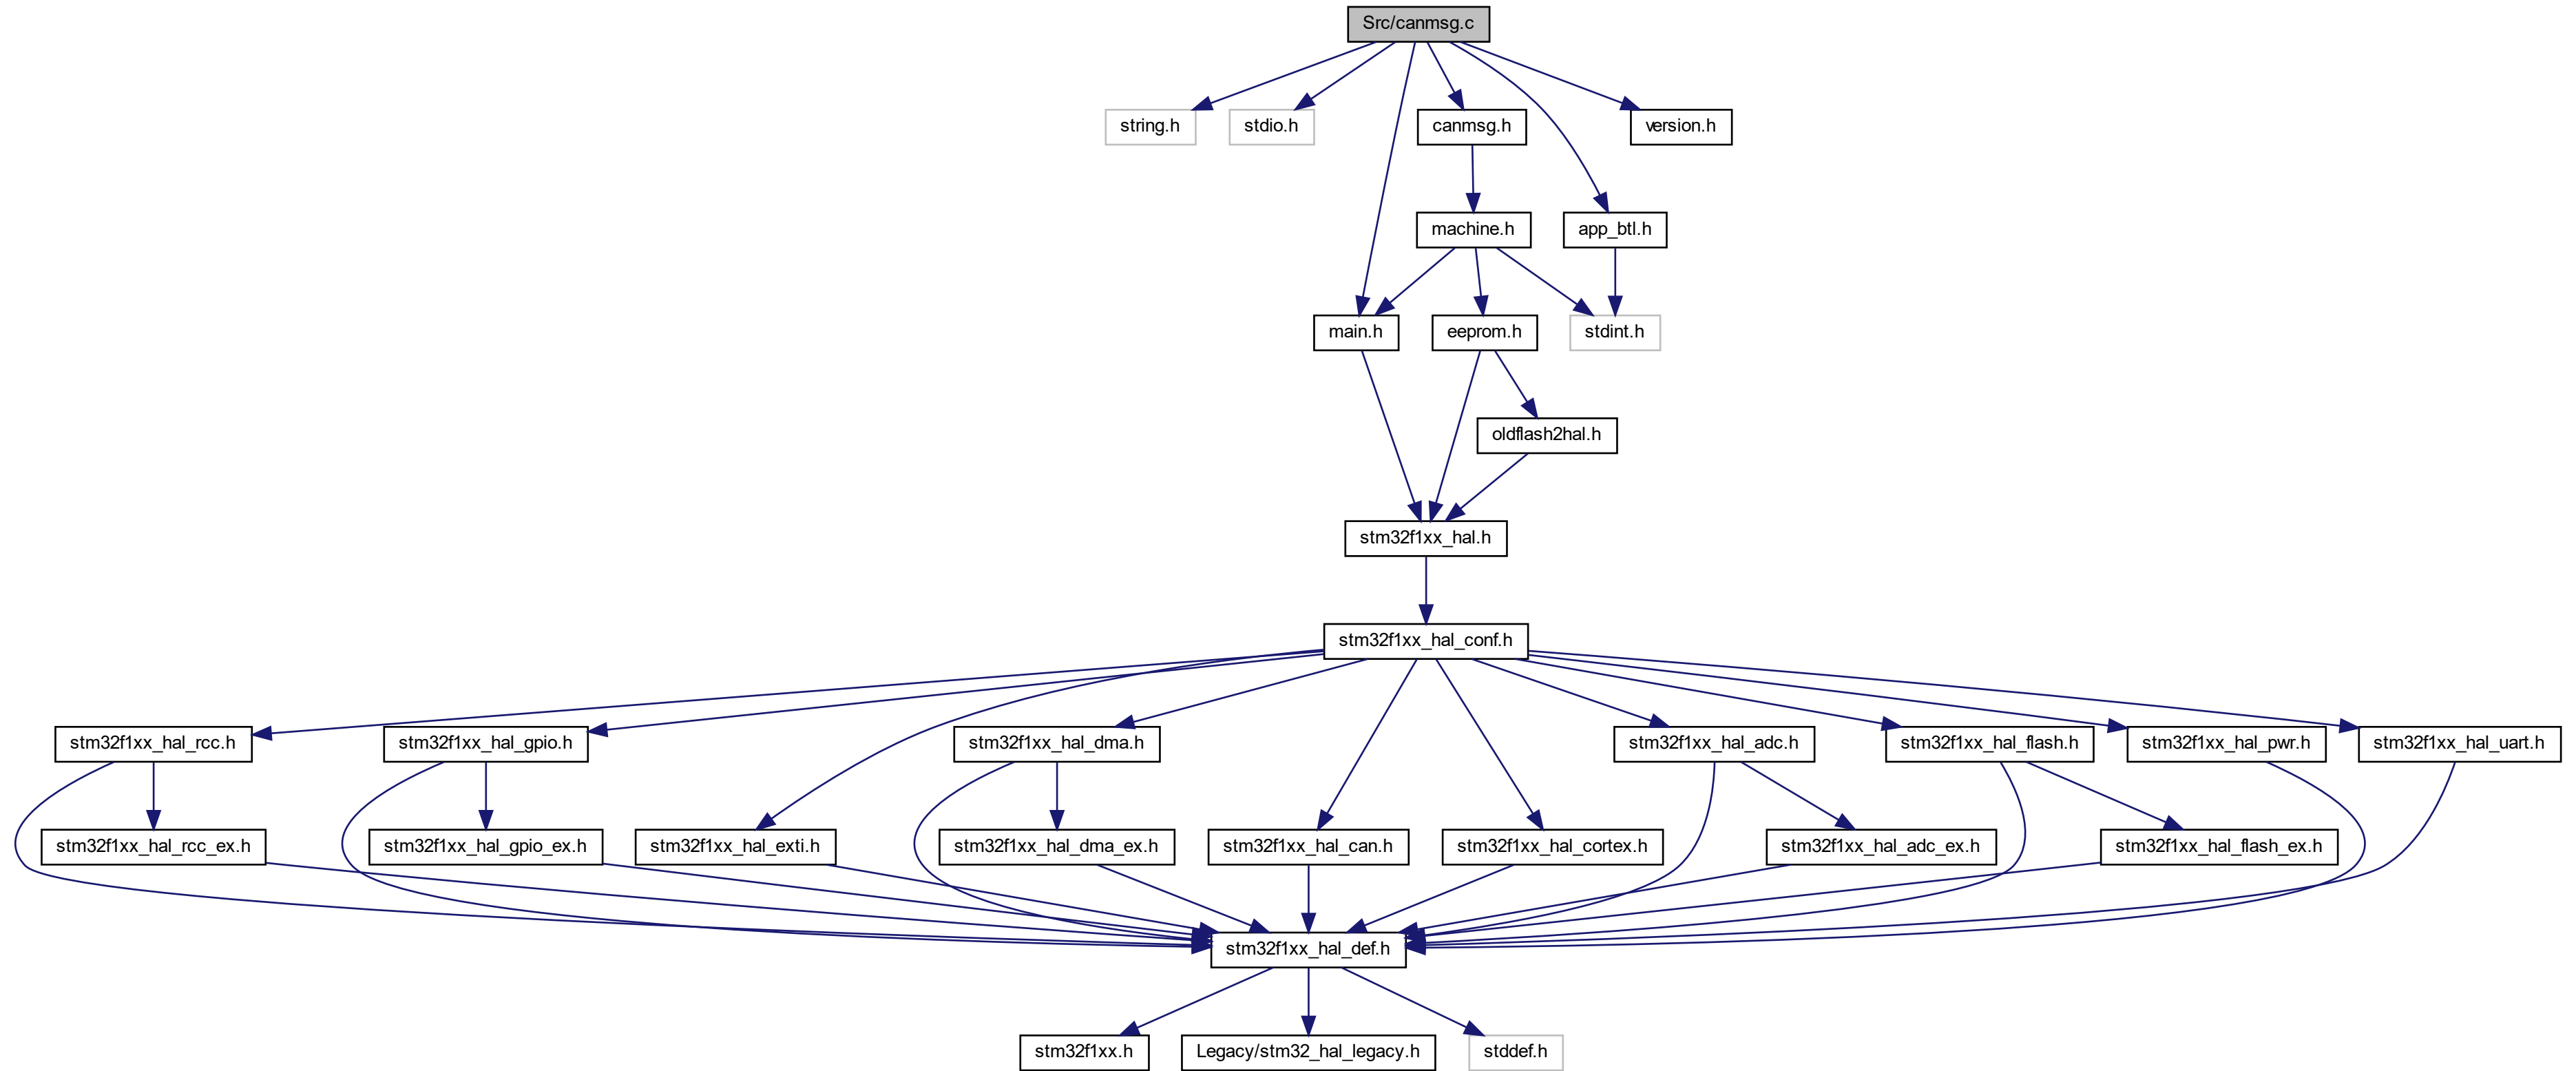 Src/canmsg.c
string.h
stdio.h
canmsg.h
version.h
machine.h
app_btl.h
main.h
eeprom.h
stdint.h
oldflash2hal.h
stm32f1xx_hal.h
stm32f1xx_hal_conf.h
stm32f1xx_hal_rcc.h
stm32f1xx_hal_gpio.h
stm32f1xx_hal_dma.h
stm32f1xx_hal_adc.h
stm32f1xx_hal_flash.h
stm32f1xx_hal_pwr.h
stm32f1xx_hal_uart.h
stm32f1xx_hal_rcc_ex.h
stm32f1xx_hal_gpio_ex.h
stm32f1xx_hal_exti.h
stm32f1xx_hal_dma_ex.h
stm32f1xx_hal_can.h
stm32f1xx_hal_cortex.h
stm32f1xx_hal_adc_ex.h
stm32f1xx_hal_flash_ex.h
stm32f1xx_hal_def.h
stm32f1xx.h
Legacy/stm32_hal_legacy.h
stddef.h